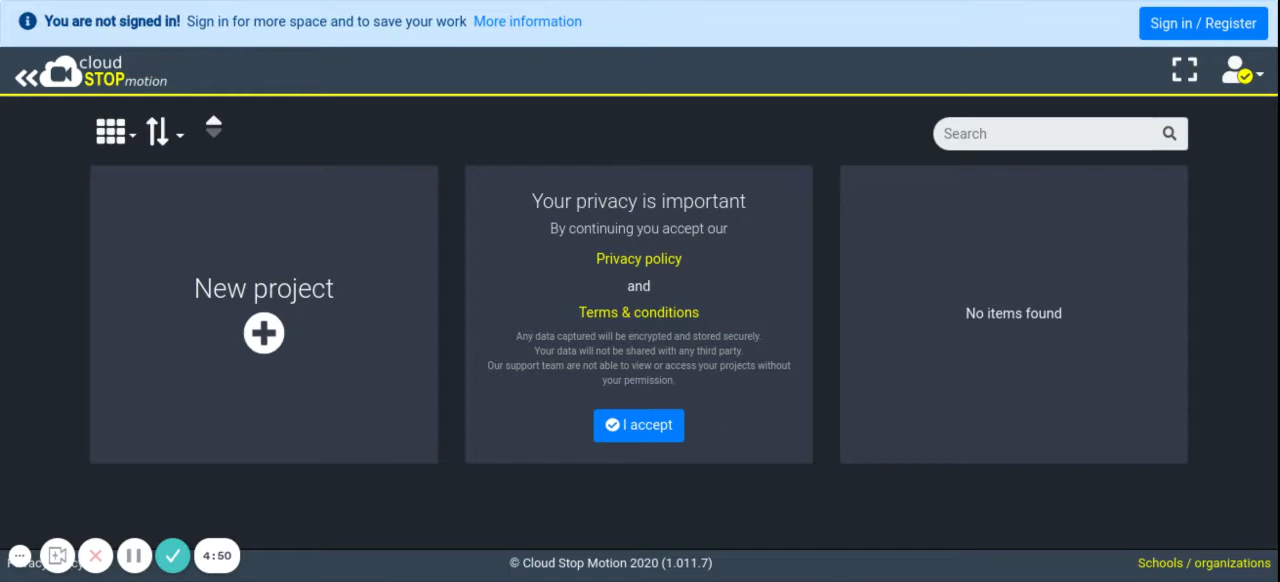 You are not signed in! Sign in for more space and to save your work More information
Sign in / Register
cloud
STOPmotion
Search
New project
Your privacy is important
By continuing you accept our
Privacy policy
and
Terms & conditions
Any data captured will be encrypted and stored securely.
Your data will not be shared with any third party.
Our support team are not able to view or access your projects without
your permission.
I accept
No items found
4:50
© Cloud Stop Motion 2020 (1.011.7)
Schools / organizations